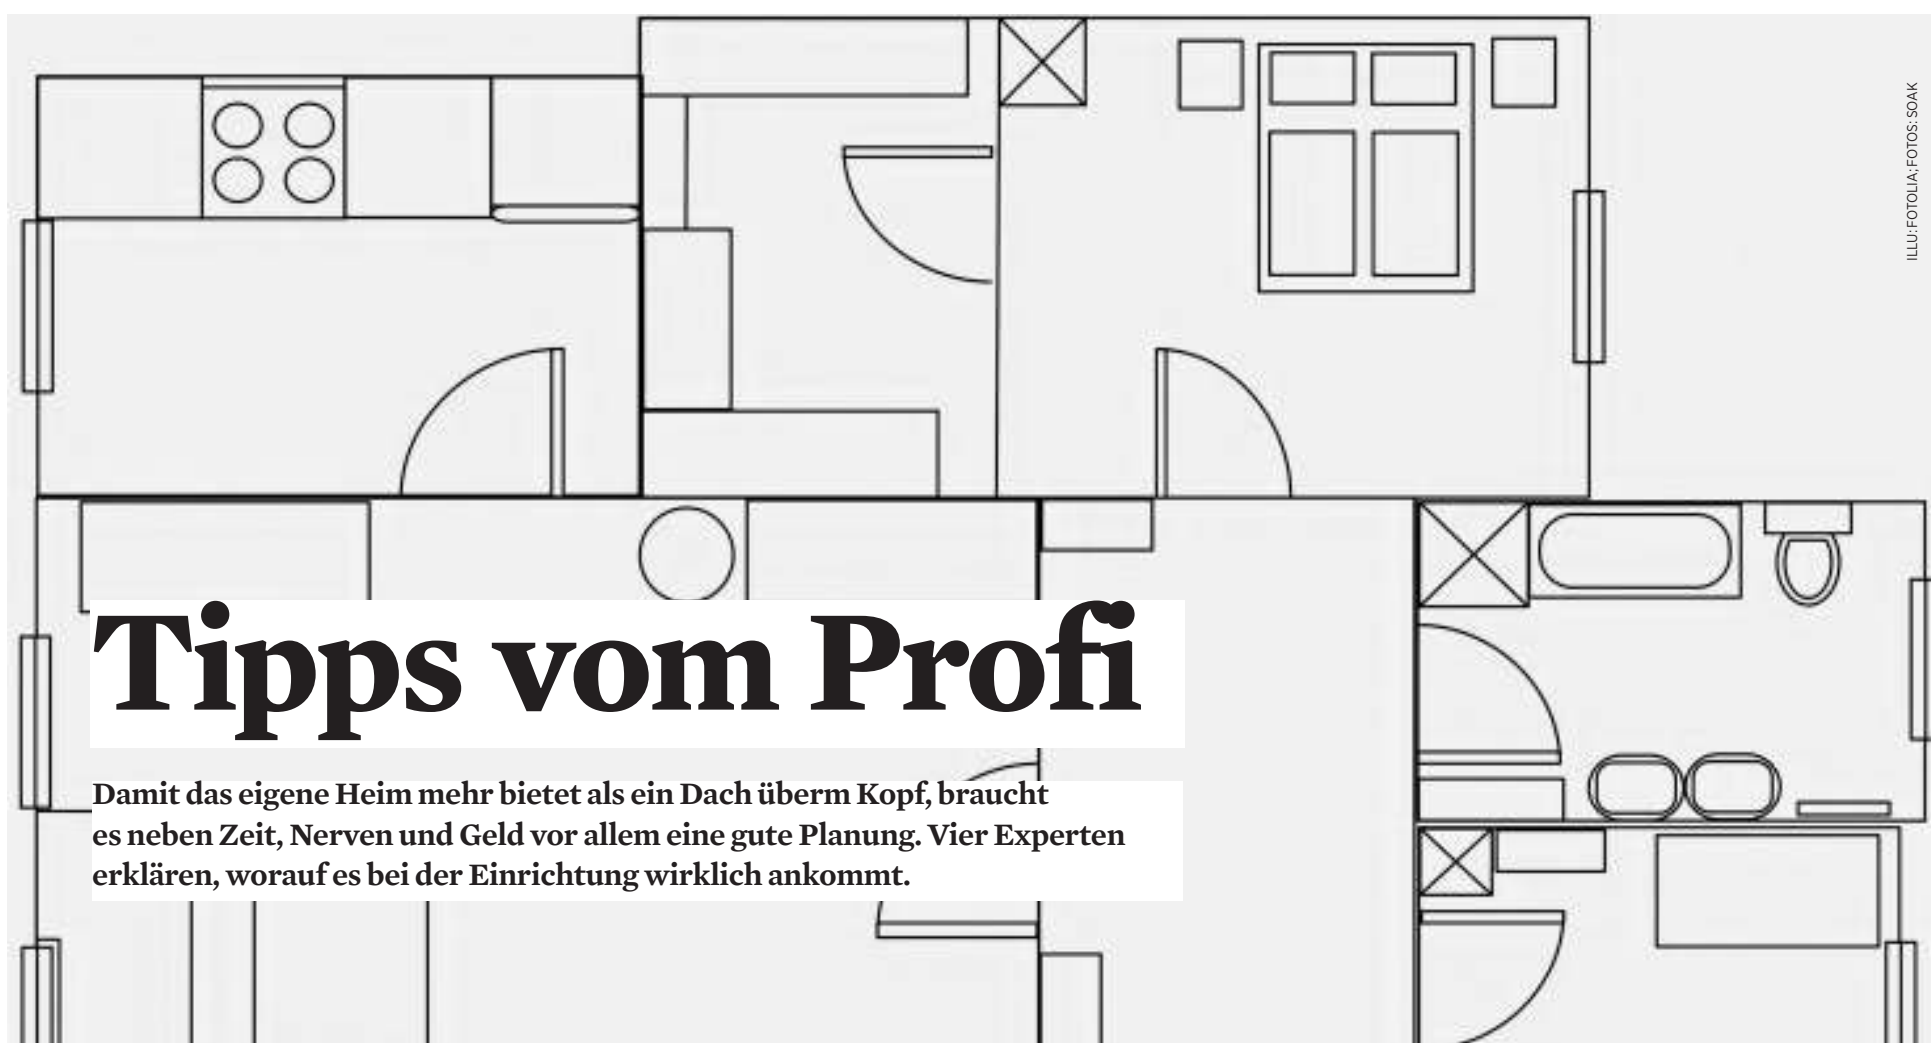 ILLU:FOTOLIA;FOTOS: SOAK
Tipps vom Profi
Damit das eigene Heim mehr bietet als ein Dach überm Kopf, braucht
es neben Zeit, Nerven und Geld vor allem eine gute Planung. Vier Experten
erklären, worauf es bei der Einrichtung wirklich ankommt.